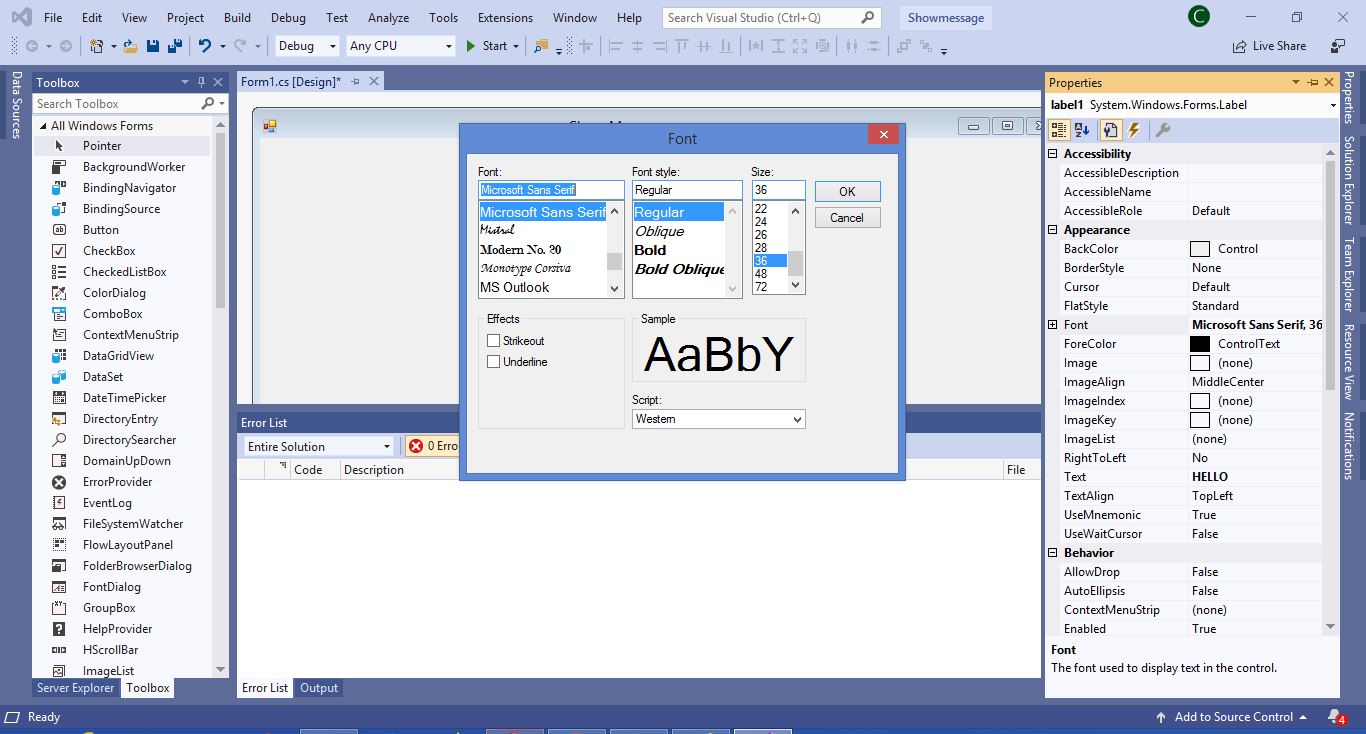 File Edit View Project Build Debug Test Analyze Tools Extensions Window Help Search Visual Studio (Ctrl+Q) Showmessage C
Debug Any CPU Start Live Share
Data Sources
Toolbox
Search Toolbox
All Windows Forms
Pointer
BackgroundWorker
BindingNavigator
BindingSource
Button
CheckBox
CheckedListBox
ColorDialog
ComboBox
ContextMenuStrip
DataGridView
DataSet
DateTimePicker
DirectoryEntry
DirectorySearcher
DomainUpDown
ErrorProvider
EventLog
FileSystemWatcher
FlowLayoutPanel
FolderBrowserDialog
FontDialog
GroupBox
HelpProvider
HScrollBar
ImageList
Server Explorer Toolbox
Form1.cs [Design]*
Font
Font: Font style: Size:
Microsoft Sans Serif Regular 36 OK
Microsoft Sans Serif
Mistral
Modern No. 20
Monotype Corsiva
MS Outlook
Regular
Oblique
Bold
Bold Oblique
22
24
26
28
36
48
72
Cancel
Effects
Strikeout
Underline
Sample
AaBbY
Script:
Western
Error List
Entire Solution 0 Erro
Code Description File
Error List Output
Properties
label1 System.Windows.Forms.Label
Accessibility
AccessibleDescription
AccessibleName
AccessibleRole Default
Appearance
BackColor Control
BorderStyle None
Cursor Default
FlatStyle Standard
Font Microsoft Sans Serif, 36
ForeColor ControlText
Image (none)
ImageAlign MiddleCenter
ImageIndex (none)
ImageKey (none)
ImageList (none)
RightToLeft No
Text HELLO
TextAlign TopLeft
UseMnemonic True
UseWaitCursor False
Behavior
AllowDrop False
AutoEllipsis False
ContextMenuStrip (none)
Enabled True
Font
The font used to display text in the control.
Properties
Solution Explorer
Team Explorer
Resource View
Notifications
Ready Add to Source Control 4